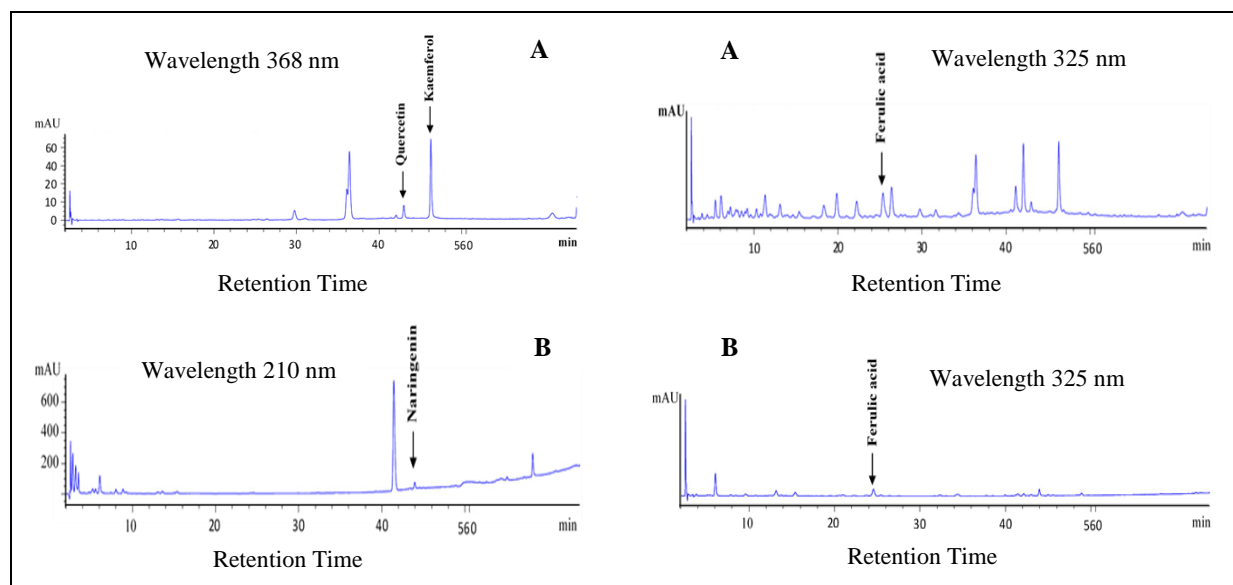 Wavelength 368 nm
A
Quercetin
Kaemferol
mAU
60
40
20
10
0
10
20
30
40
560
min
Retention Time
A
Wavelength 325 nm
Ferulic acid
mAU
10
20
30
40
560
min
Retention Time
B
Wavelength 210 nm
Naringenin
mAU
600
400
200
10
20
30
40
560
min
Retention Time
B
Wavelength 325 nm
Ferulic acid
mAU
10
20
30
40
560
min
Retention Time